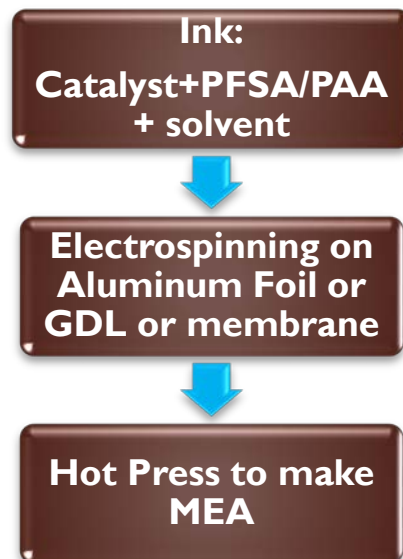 Ink:
Catalyst+PFSA/PAA
+ solvent
Electrospinning on
Aluminum Foil or
GDL or membrane
Hot Press to make
MEA